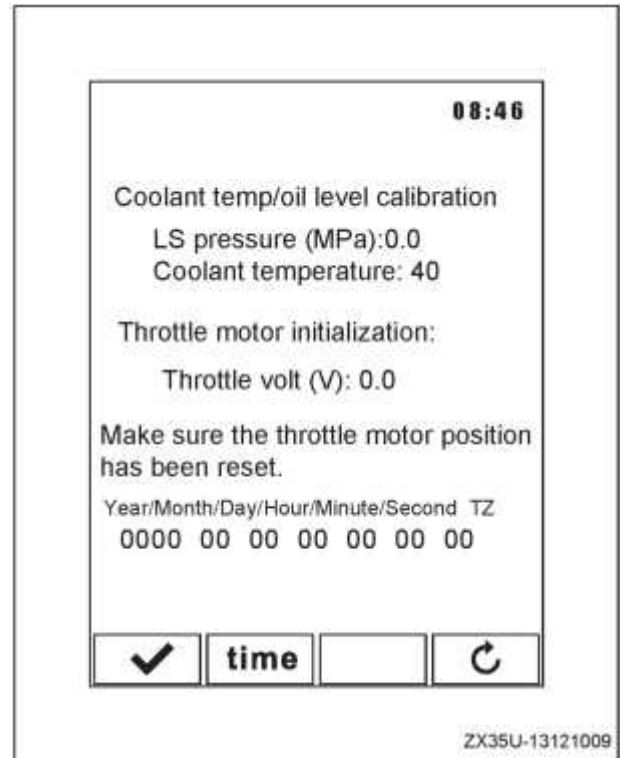 08:46
Coolant temp/oil level calibration
LS pressure (MPa):0.0
Coolant temperature: 40
Throttle motor initialization:
Throttle volt (V): 0.0
Make sure the throttle motor position
has been reset.
Year/Month/Day/Hour/Minute/Second TZ
0000 00 00 00 00 00 00
time
ZX35U-13121009